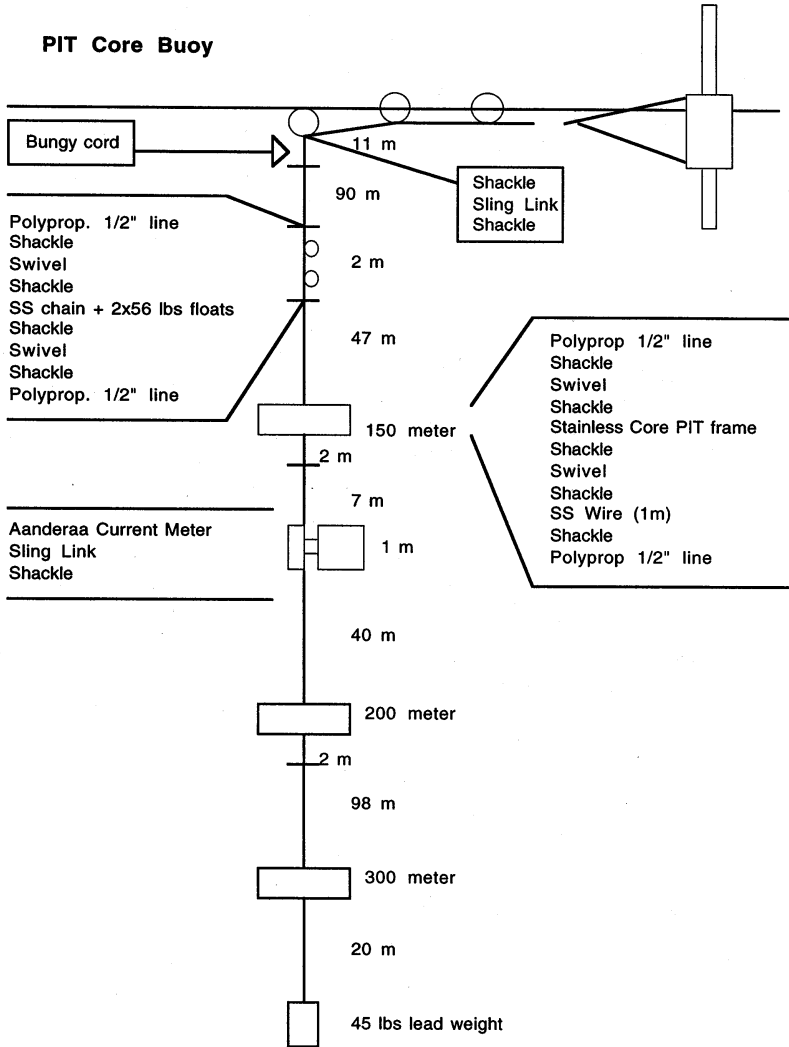 PIT Core Buoy
Bungy cord
11 m
90 m
Shackle
Sling Link
Shackle
Polyprop. 1/2" line
Shackle
Swivel
Shackle
SS chain + 2x56 lbs floats
Shackle
Swivel
Shackle
Polyprop. 1/2" line
2 m
47 m
150 meter
Polyprop 1/2" line
Shackle
Swivel
Shackle
Stainless Core PIT frame
Shackle
Swivel
Shackle
SS Wire (1m)
Shackle
Polyprop 1/2" line
2 m
7 m
Aanderaa Current Meter
Sling Link
Shackle
1 m
40 m
200 meter
2 m
98 m
300 meter
20 m
45 lbs lead weight